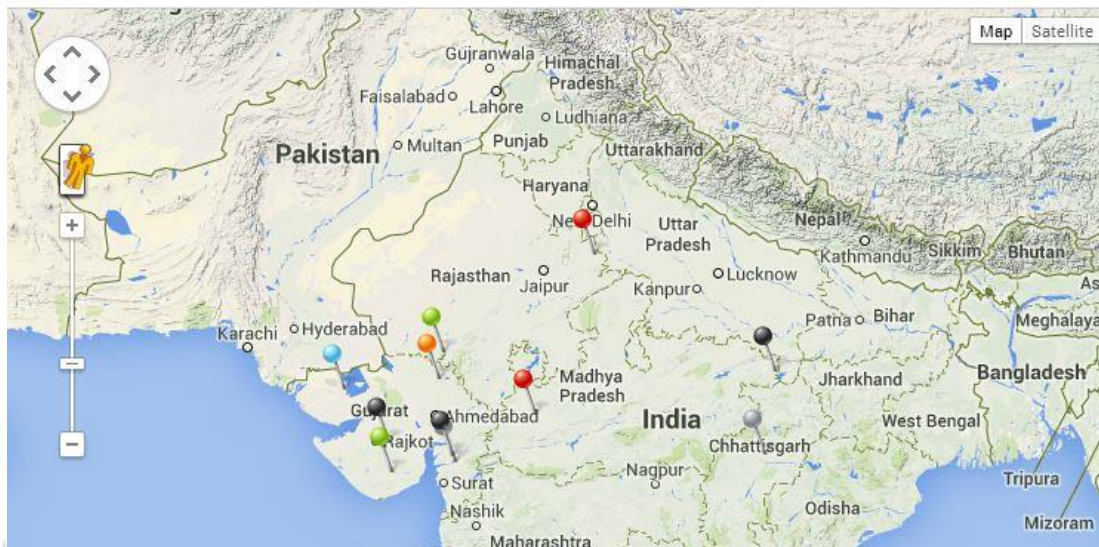 Map
Satellite
Gujranwala
Himachal
Pradesh
Faisalabad
Lahore
Ludhiana
Pakistan
Multan
Punjab
Uttarakhand
Haryana
Delhi
Nepal
Uttar
Pradesh
Kathmandu
Sikkim
Bhutan
Rajasthan
Jaipur
Lucknow
Kanpur
As
Karachi
Hyderabad
Patna
Bihar
Meghalaya
Madhya
Pradesh
Jharkhand
Bangladesh
Gujarat
Ahmedabad
India
West Bengal
Rajkot
Chhattisgarh
Surat
Nagpur
Tripura
Nashik
Odisha
Mizoram
Maharashtra